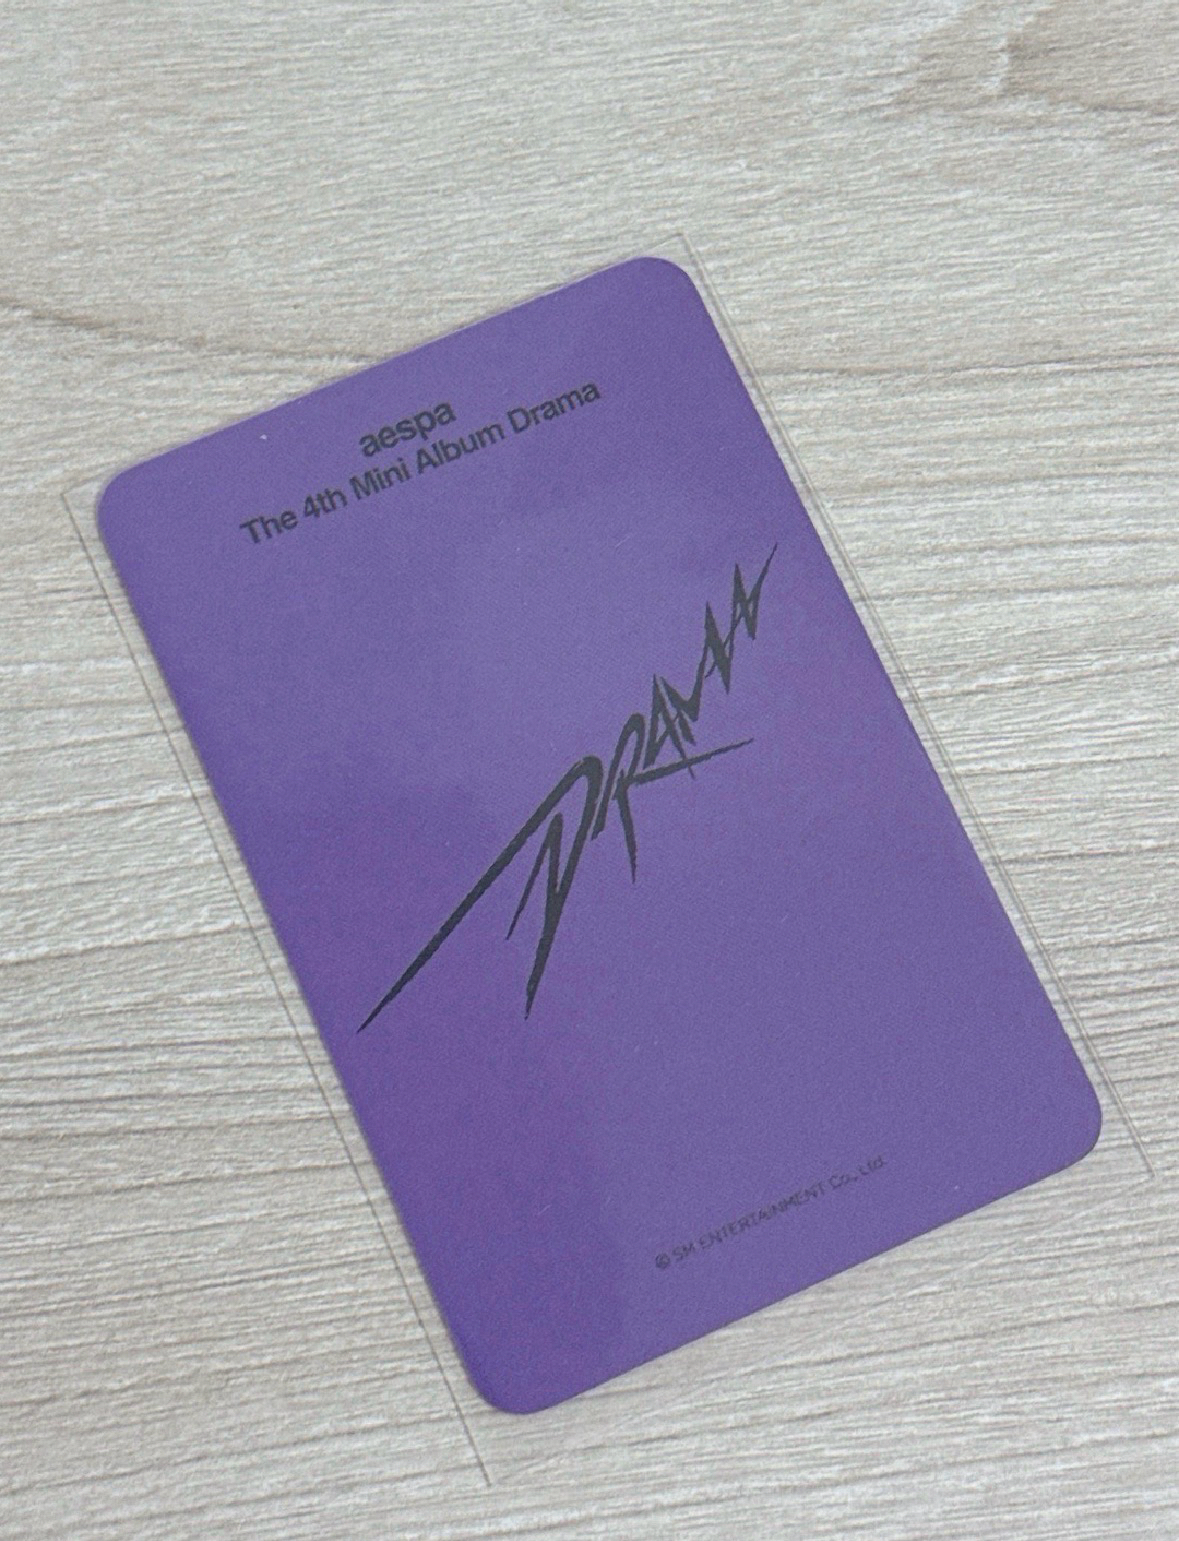 aespa
The 4th Mini Album Drama
DRAMA
© SM ENTERTAINMENT Co., Ltd.